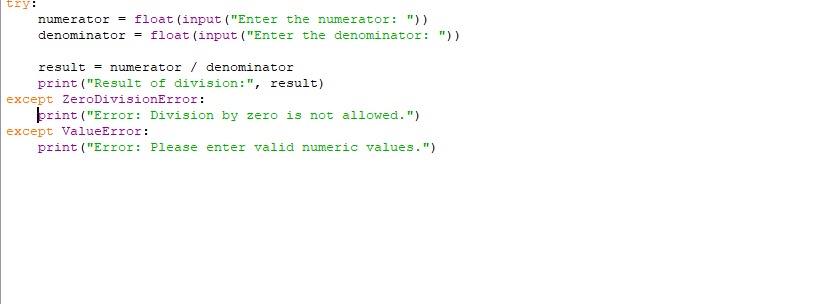 try:
    numerator = float(input("Enter the numerator: "))
    denominator = float(input("Enter the denominator: "))

    result = numerator / denominator
    print("Result of division:", result)
except ZeroDivisionError:
    print("Error: Division by zero is not allowed.")
except ValueError:
    print("Error: Please enter valid numeric values.")